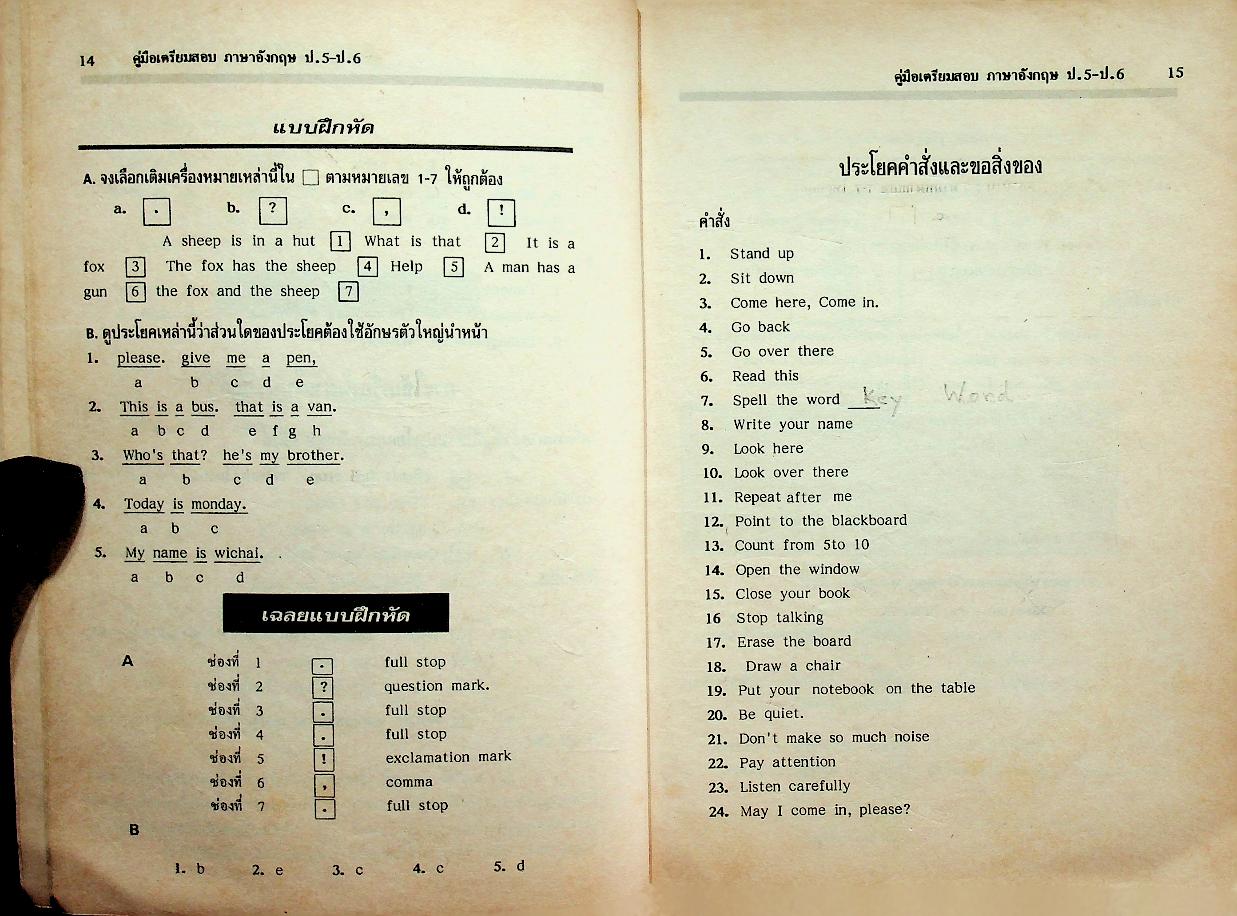 14 คู่มือเตรียมสอบ ภาษาอังกฤษ ป.5-ป.6
แบบฝึกหัด
A. จงเลือกเติมเครื่องหมายเหล่านี้ใน □ ตามหมายเลข 1-7 ให้ถูกต้อง
a. . b. ? c. , d. !
A sheep is in a hut 1 What is that 2 It is a
fox 3 The fox has the sheep 4 Help 5 A man has a
gun 6 the fox and the sheep 7
B. ดูประโยคเหล่านี้ว่าส่วนใดของประโยคต้องใช้อักษรตัวใหญ่นำหน้า
1. please. give me a pen,
a b c d e
2. This is a bus. that is a van.
a b c d e f g h
3. Who's that? he's my brother.
a b c d e
4. Today is monday.
a b c
5. My name is wichai.
a b c d
เฉลยแบบฝึกหัด
A ช่องที่ 1 . full stop
ช่องที่ 2 ? question mark.
ช่องที่ 3 . full stop
ช่องที่ 4 . full stop
ช่องที่ 5 ! exclamation mark
ช่องที่ 6 , comma
ช่องที่ 7 . full stop
B
1. b 2. e 3. c 4. c 5. d
คู่มือเตรียมสอบ ภาษาอังกฤษ ป.5-ป.6 15
ประโยคคำสั่งและขอสิ่งของ
คำสั่ง
1. Stand up
2. Sit down
3. Come here, Come in.
4. Go back
5. Go over there
6. Read this
7. Spell the word ___ Key Word
8. Write your name
9. Look here
10. Look over there
11. Repeat after me
12. Point to the blackboard
13. Count from 5to 10
14. Open the window
15. Close your book
16 Stop talking
17. Erase the board
18. Draw a chair
19. Put your notebook on the table
20. Be quiet.
21. Don't make so much noise
22. Pay attention
23. Listen carefully
24. May I come in, please?